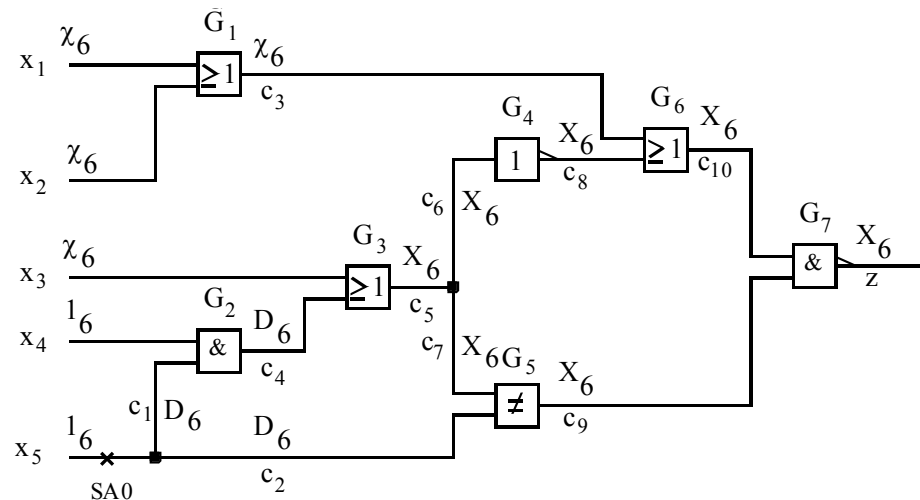 G₁
χ₆
x₁
≥ 1
χ₆
c₃
G₆
G₄
X₆
X₆
≥ 1
χ₆
1
c₈
c₁₀
x₂
c₆
X₆
G₇
G₃
X₆
χ₆
X₆
&
x₃
≥ 1
z
G₂
c₅
1₆
D₆
x₄
&
c₇
X₆
G₅
c₄
X₆
c₁
D₆
≠
1₆
D₆
c₉
x₅
c₂
SA0